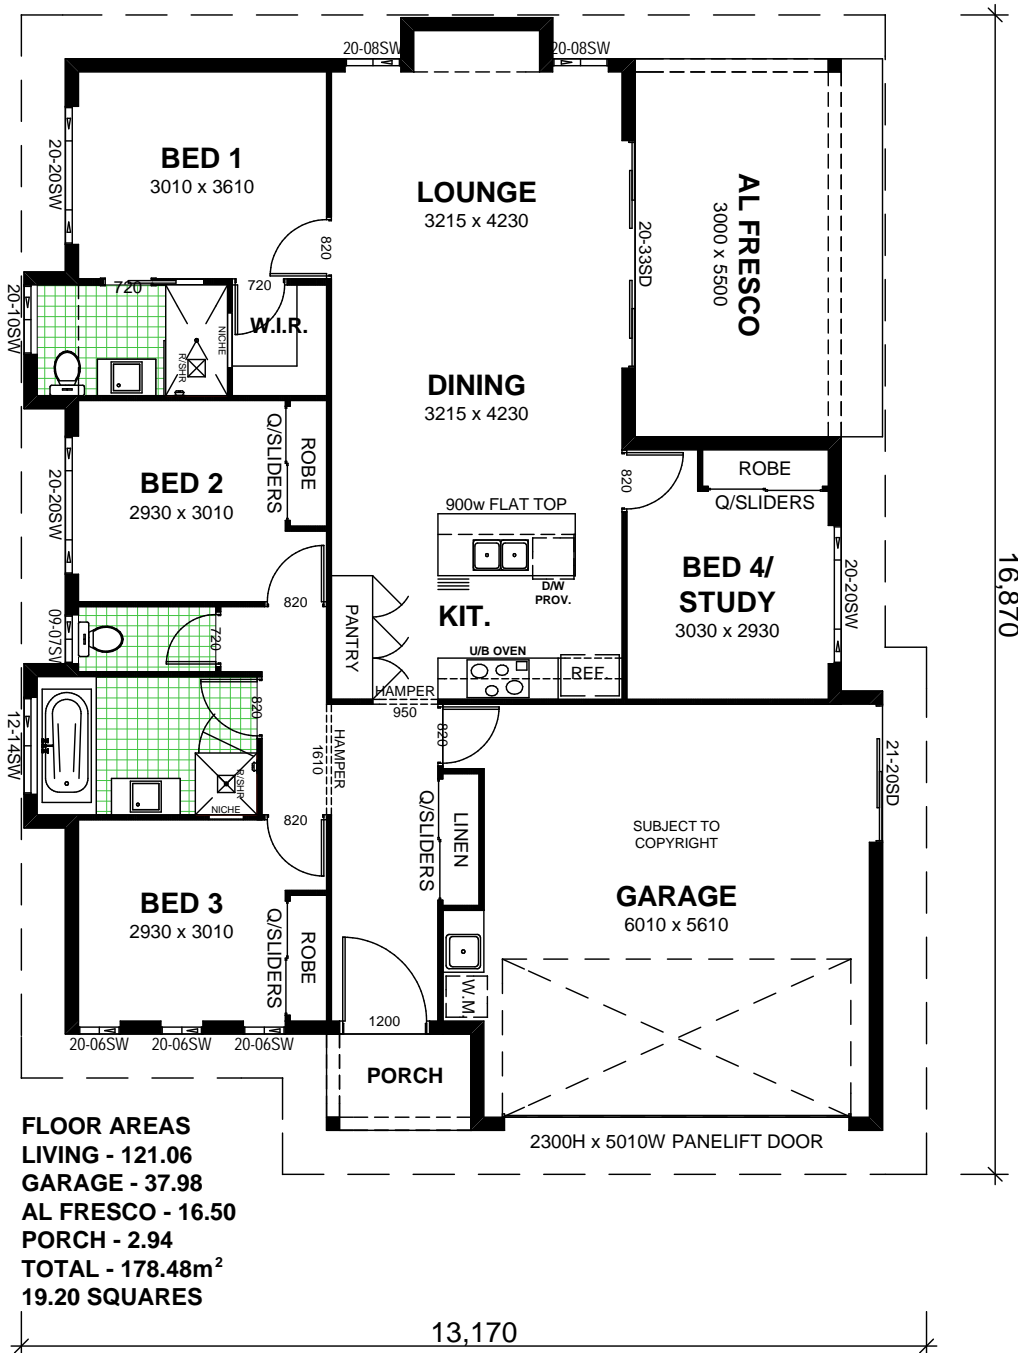 20-08SW
20-08SW
BED 1
3010 x 3610
20-20SW
LOUNGE
3215 x 4230
AL FRESCO
3000 x 5500
20-33SD
820
720
720
W.I.R.
20-10SW
NICHE
R/SHR
DINING
3215 x 4230
BED 2
2930 x 3010
20-20SW
Q/SLIDERS
ROBE
820
ROBE
Q/SLIDERS
900w FLAT TOP
D/W
PROV.
BED 4/
STUDY
3030 x 2930
20-20SW
16,870
820
09-07SW
720
PANTRY
KIT.
U/B OVEN
REF.
HAMPER
950
820
12-14SW
R/SHR
NICHE
HAMPER
1610
820
21-20SD
820
BED 3
2930 x 3010
Q/SLIDERS
ROBE
Q/SLIDERS
LINEN
SUBJECT TO
COPYRIGHT
GARAGE
6010 x 5610
W.M.
1200
20-06SW
20-06SW
20-06SW
PORCH
2300H x 5010W PANELIFT DOOR
FLOOR AREAS
LIVING - 121.06
GARAGE - 37.98
AL FRESCO - 16.50
PORCH - 2.94
TOTAL - 178.48m²
19.20 SQUARES
13,170